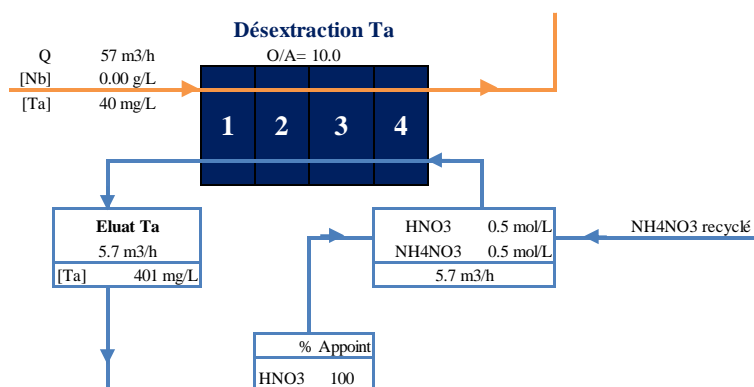 Désextraction Ta
Q 57 m3/h O/A= 10.0
[Nb] 0.00 g/L
[Ta] 40 mg/L
1 2 3 4
Eluat Ta
5.7 m3/h
[Ta] 401 mg/L
HNO3 0.5 mol/L
NH4NO3 0.5 mol/L
5.7 m3/h
NH4NO3 recyclé
% Appoint
HNO3 100